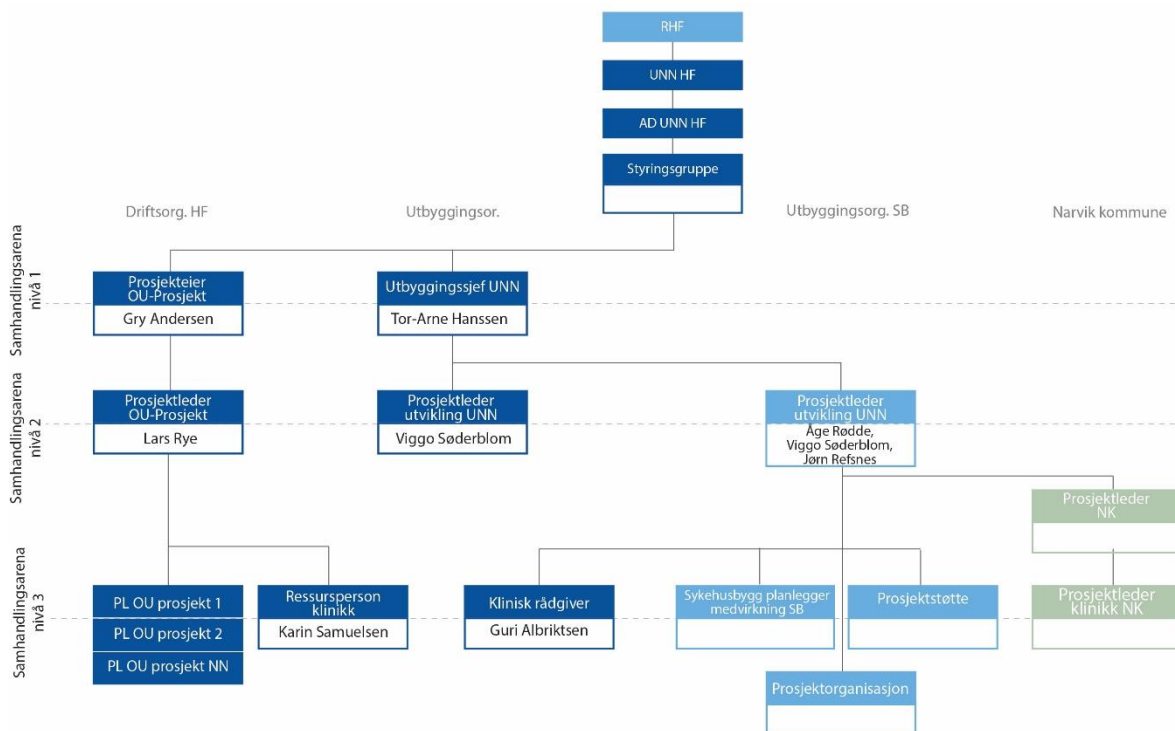 RHF
UNN HF
AD UNN HF
Styringsgruppe
Driftsorg. HF
Utbyggingsor.
Utbyggingsorg. SB
Narvik kommune
Samhandlingsarena
nivå 1
Prosjekteier
OU-Prosjekt
Gry Andersen
Utbyggingssjef UNN
Tor-Arne Hanssen
Samhandlingsarena
nivå 2
Prosjektleder
OU-Prosjekt
Lars Rye
Prosjektleder
utvikling UNN
Viggo Søderblom
Prosjektleder
utvikling UNN
Åge Rødde,
Viggo Søderblom,
Jørn Refsnes
Prosjektleder
NK
Samhandlingsarena
nivå 3
PL OU prosjekt 1
PL OU prosjekt 2
PL OU prosjekt NN
Ressursperson
klinikk
Karin Samuelsen
Klinisk rådgiver
Guri Albriktsen
Sykehusbygg planlegger
medvirkning SB
Prosjektstøtte
Prosjektleder
klinikk NK
Prosjektorganisasjon